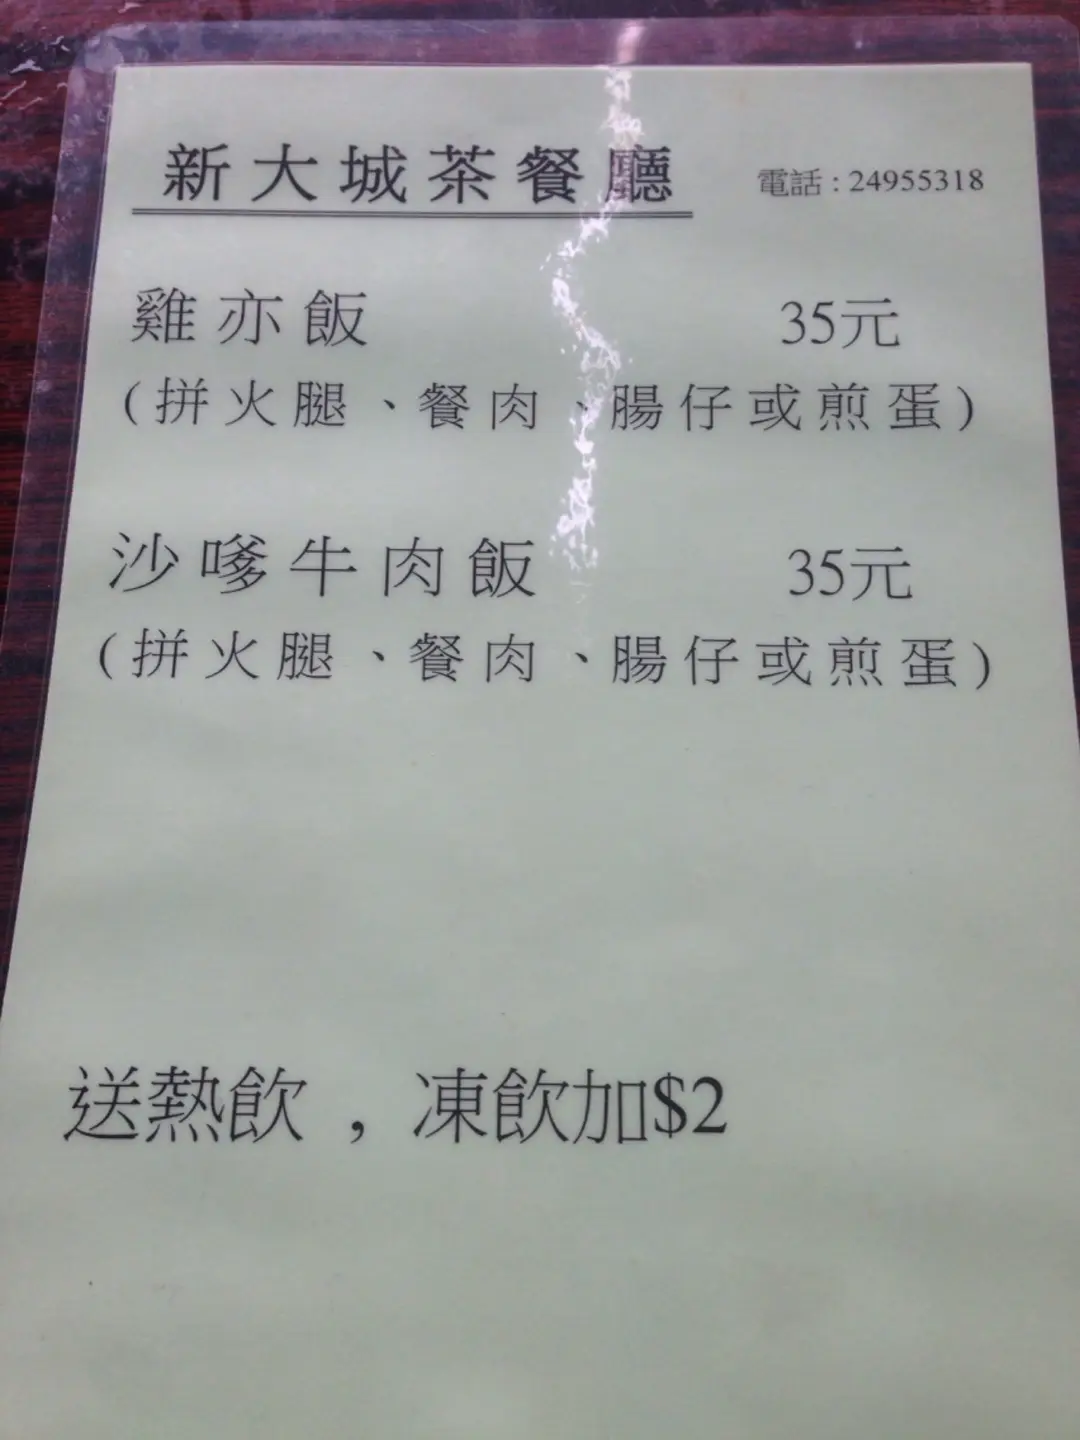 新大城茶餐廳
電話：24955318
雞亦飯 35元
（拼火腿、餐肉、腸仔或煎蛋）
沙嗲牛肉飯 35元
（拼火腿、餐肉、腸仔或煎蛋）
送熱飲，凍飲加$2